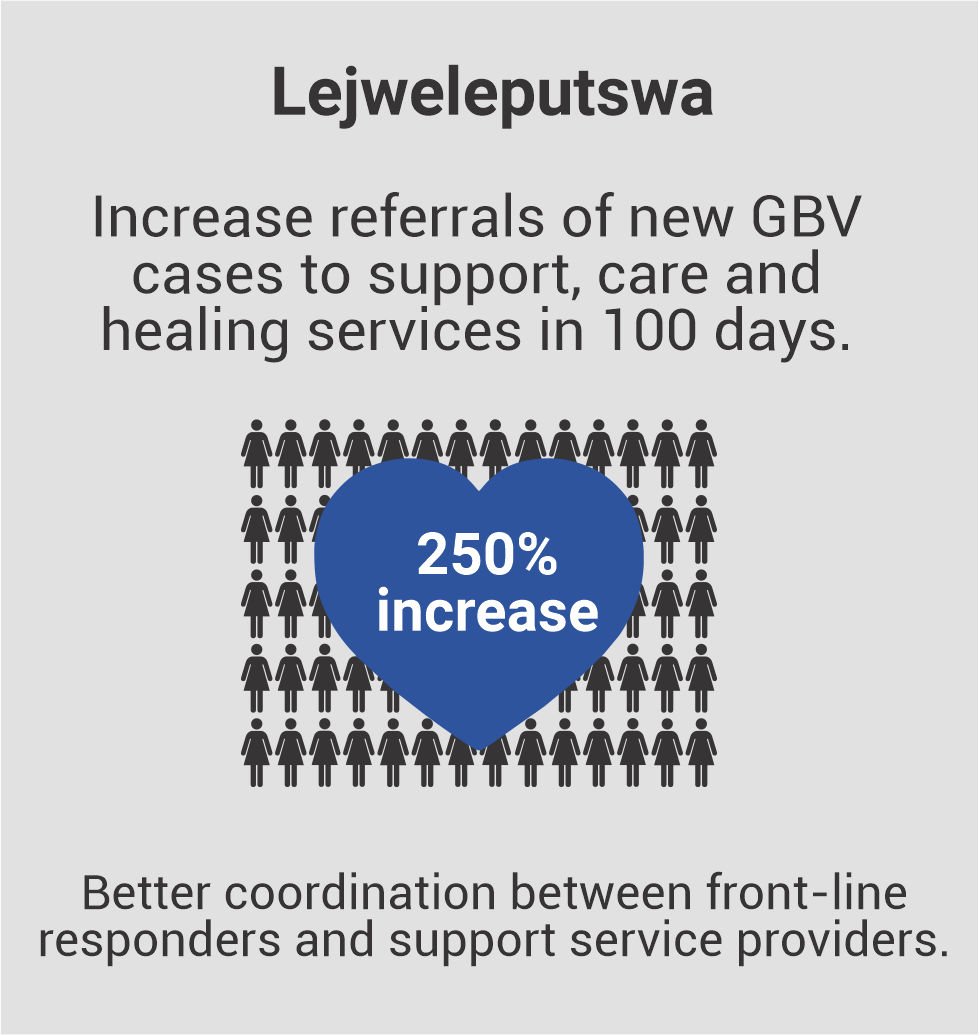 Lejweleputswa
Increase referrals of new GBV
cases to support, care and
healing services in 100 days.
250%
increase
Better coordination between front-line
responders and support service providers.